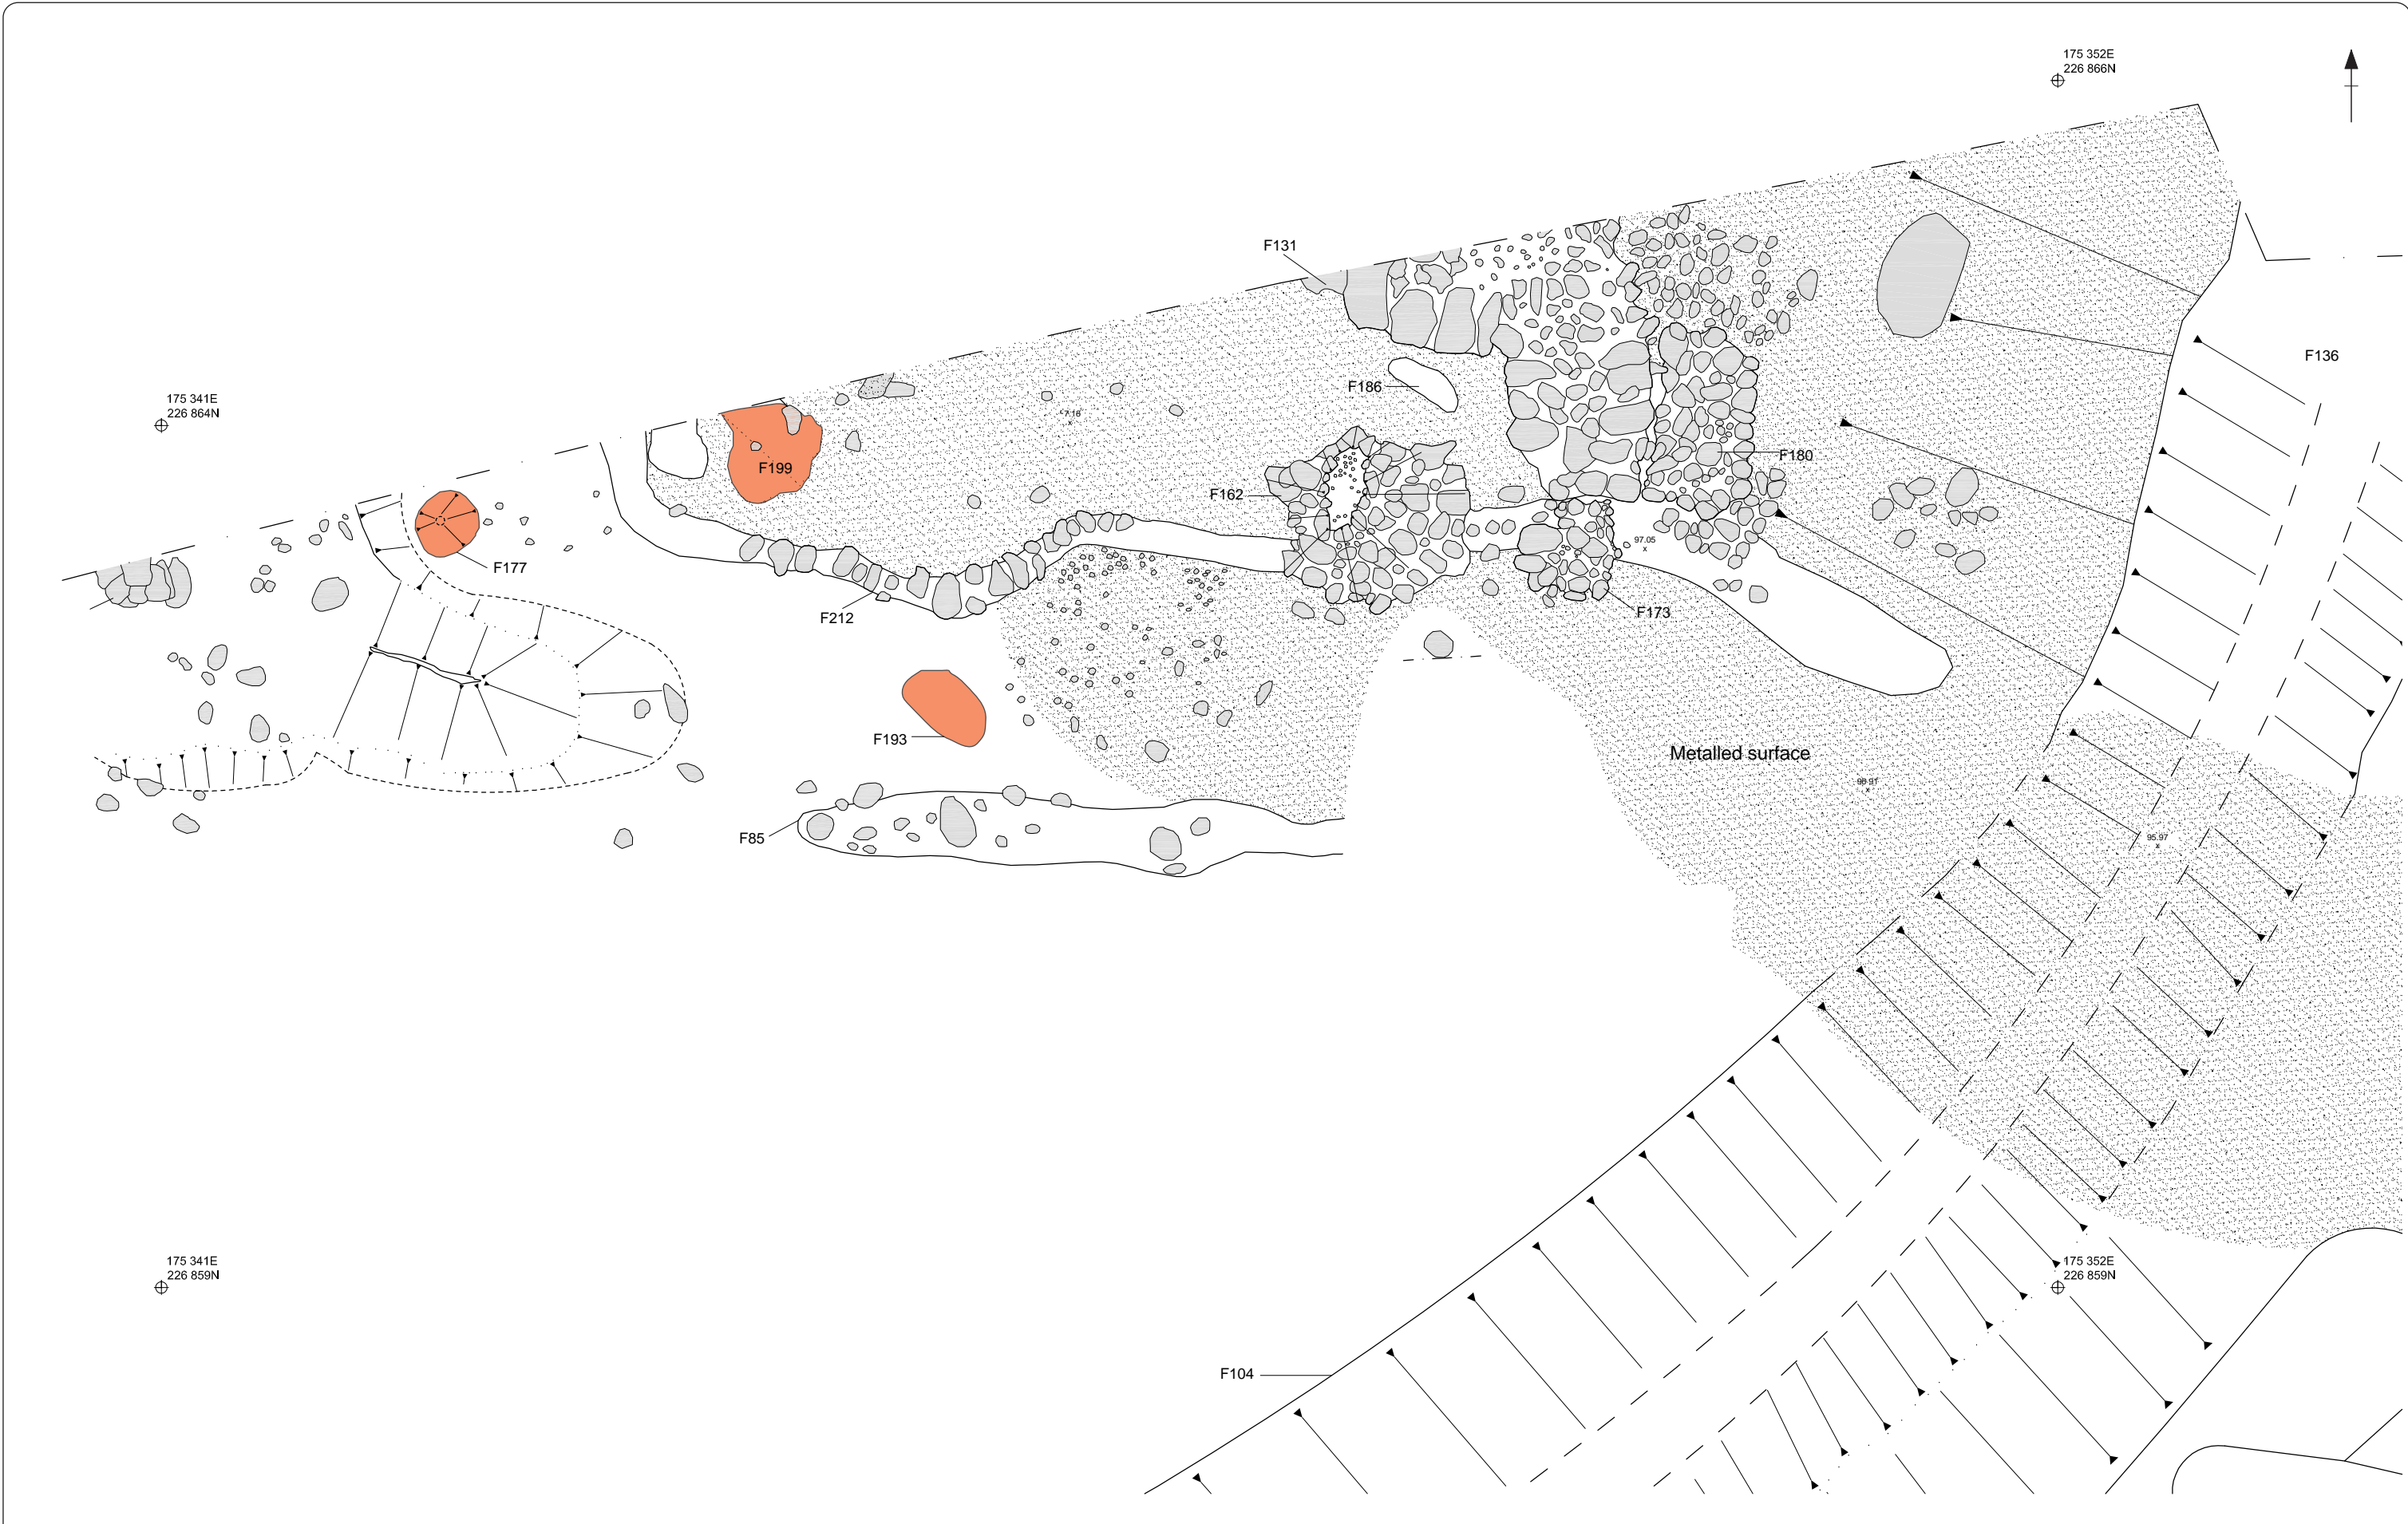 175 352E
226 866N
F131
F136
F186
175 341E
226 864N
F199
F180
F162
97.05
x
F177
F173
F212
F193
Metalled surface
x
F85
95.97
x
175 341E
226 859N
175 352E
226 859N
F104